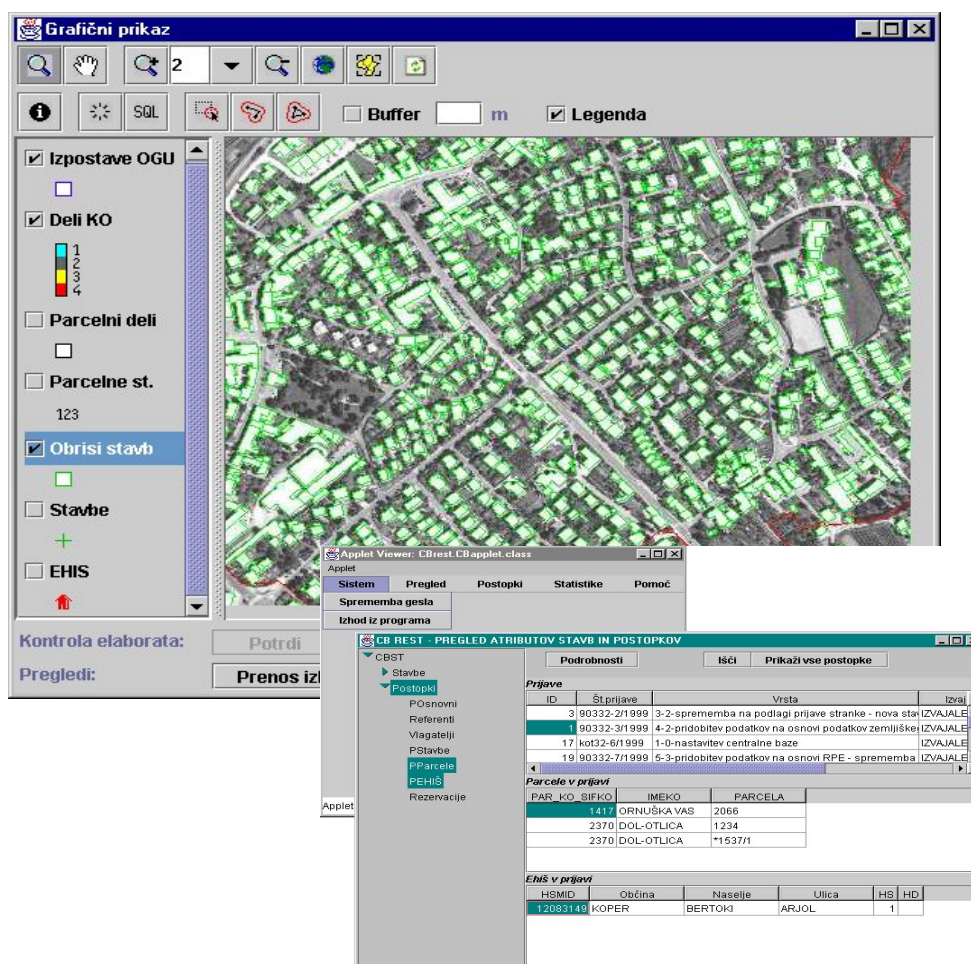 Grafični prikaz
2
SQL
Buffer
m
Legenda
Izpostave OGU
Deli KO
1
2
3
4
Parcelni deli
Parcelne st.
123
Obrisi stavb
Stavbe
EHIS
Kontrola elaborata:
Potrdi
Pregledi:
Prenos iz
Applet Viewer: CBrest.CBapplet.class
Applet
Sistem Pregled Postopki Statistike Pomoč
Sprememba gesla
Izhod iz programa
Applet
CB REST - PREGLED ATRIBUTOV STAVB IN POSTOPKOV
CBST
Stavbe
Postopki
POsnovni
Referenti
Vlagatelji
PStavbe
PParcele
PEHIŠ
Rezervacije
Podrobnosti Išči Prikaži vse postopke
Prijave
ID Št.prijave Vrsta Izvaj
3 90332-2/1999 3-2-sprememba na podlagi prijave stranke - nova stav IZVAJALE
1 90332-3/1999 4-2-pridobitev podatkov na osnovi podatkov zemljiške IZVAJALE
17 kot32-6/1999 1-0-nastavitev centralne baze IZVAJALE
19 90332-7/1999 5-3-pridobitev podatkov na osnovi RPE - sprememba IZVAJALE
Parcele v prijavi
PAR_KO_SIFKO IMEKO PARCELA
1417 ORNUŠKA VAS 2066
2370 DOL-OTLICA 1234
2370 DOL-OTLICA *1537/1
Ehiš v prijavi
HSMID Občina Naselje Ulica HS HD
12083149 KOPER BERTOKI ARJOL 1